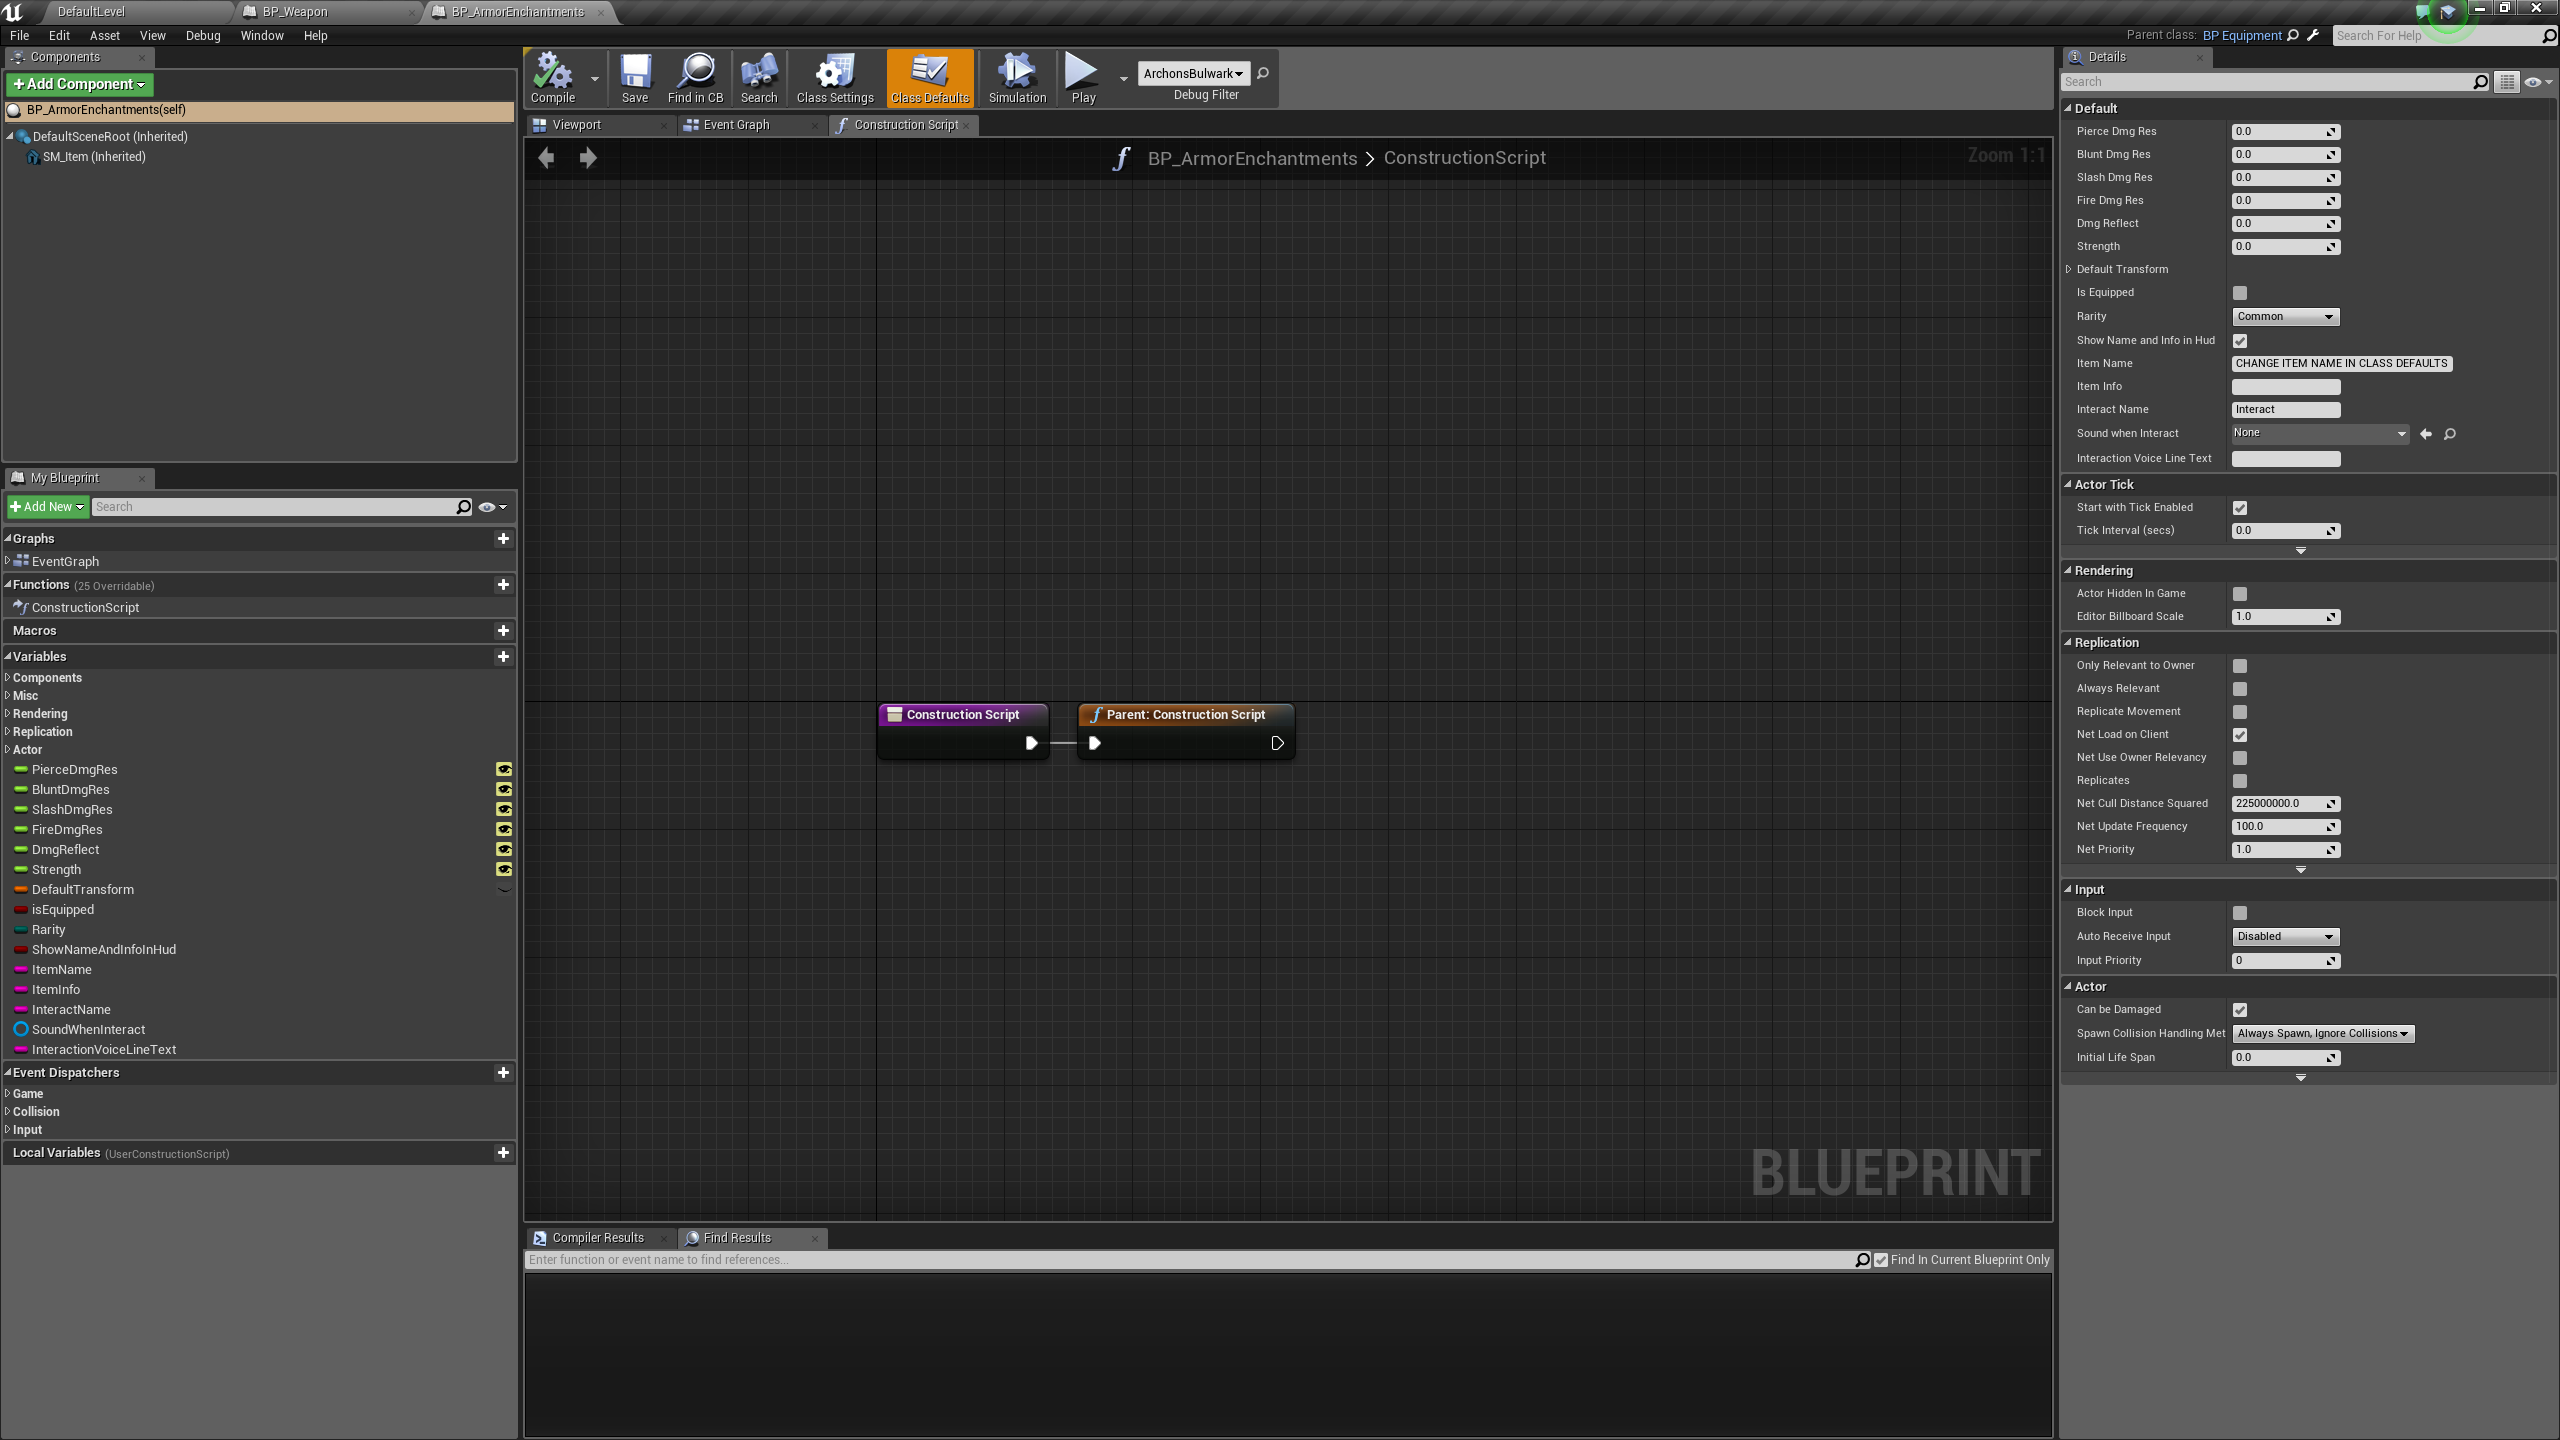 DefaultLevel
BP_Weapon
BP_ArmorEnchantments
File Edit Asset View Debug Window Help
Parent class: BP Equipment
Search For Help
Components
+Add Component
BP_ArmorEnchantments(self)
DefaultSceneRoot (Inherited)
SM_Item (Inherited)
My Blueprint
+Add New
Search
Graphs
EventGraph
Functions (25 Overridable)
ConstructionScript
Macros
Variables
Components
Misc
Rendering
Replication
Actor
PierceDmgRes
BluntDmgRes
SlashDmgRes
FireDmgRes
DmgReflect
Strength
DefaultTransform
isEquipped
Rarity
ShowNameAndInfoInHud
ItemName
ItemInfo
InteractName
SoundWhenInteract
InteractionVoiceLineText
Event Dispatchers
Game
Collision
Input
Local Variables (UserConstructionScript)
Compile
Save
Find in CB
Search
Class Settings
Class Defaults
Simulation
Play
ArchonsBulwark
Debug Filter
Viewport
Event Graph
Construction Script
BP_ArmorEnchantments > ConstructionScript
Zoom 1:1
Construction Script
Parent: Construction Script
BLUEPRINT
Compiler Results
Find Results
Enter function or event name to find references...
Find In Current Blueprint Only
Details
Search
Default
Pierce Dmg Res 0.0
Blunt Dmg Res 0.0
Slash Dmg Res 0.0
Fire Dmg Res 0.0
Dmg Reflect 0.0
Strength 0.0
Default Transform
Is Equipped
Rarity Common
Show Name and Info in Hud
Item Name CHANGE ITEM NAME IN CLASS DEFAULTS
Item Info
Interact Name Interact
Sound when Interact None
Interaction Voice Line Text
Actor Tick
Start with Tick Enabled
Tick Interval (secs) 0.0
Rendering
Actor Hidden In Game
Editor Billboard Scale 1.0
Replication
Only Relevant to Owner
Always Relevant
Replicate Movement
Net Load on Client
Net Use Owner Relevancy
Replicates
Net Cull Distance Squared 225000000.0
Net Update Frequency 100.0
Net Priority 1.0
Input
Block Input
Auto Receive Input Disabled
Input Priority 0
Actor
Can be Damaged
Spawn Collision Handling Met Always Spawn, Ignore Collisions
Initial Life Span 0.0